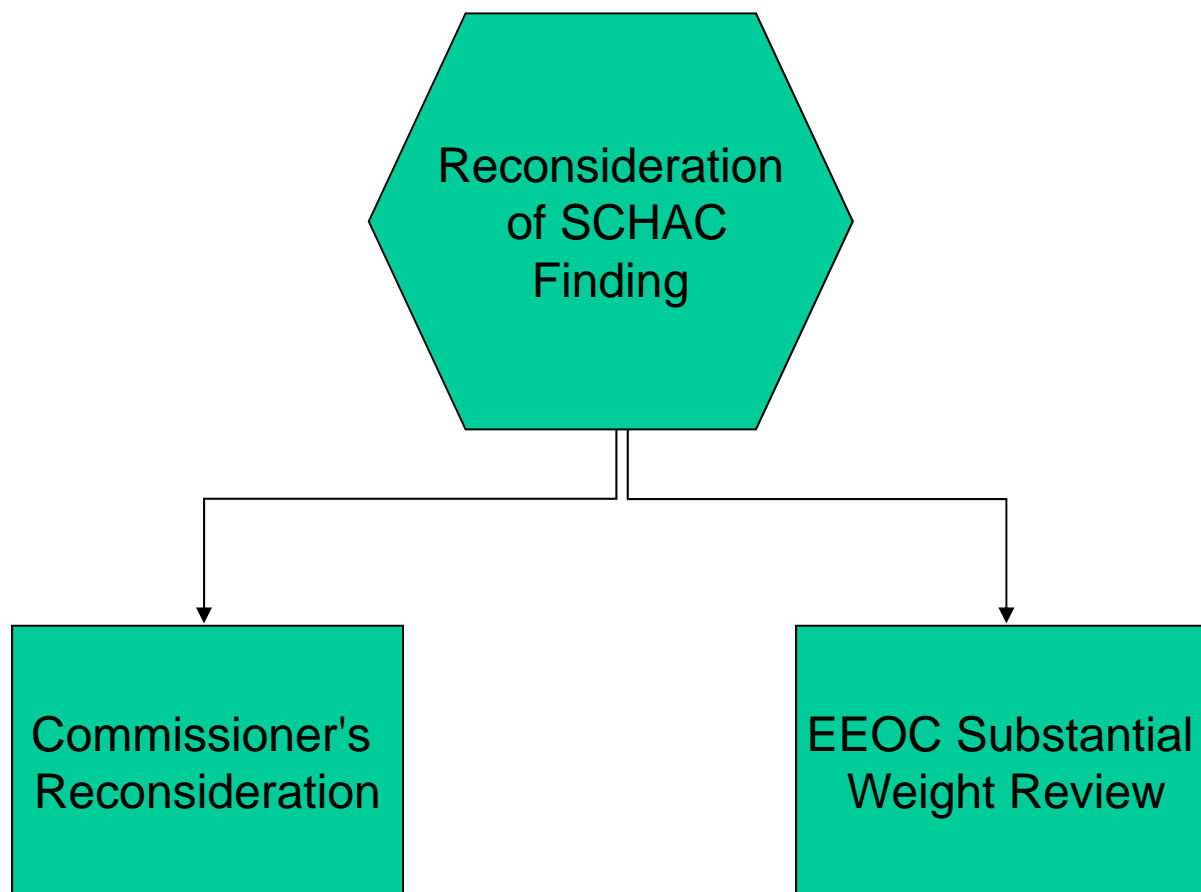 Reconsideration
of SCHAC
Finding
Commissioner's
Reconsideration
EEOC Substantial
Weight Review